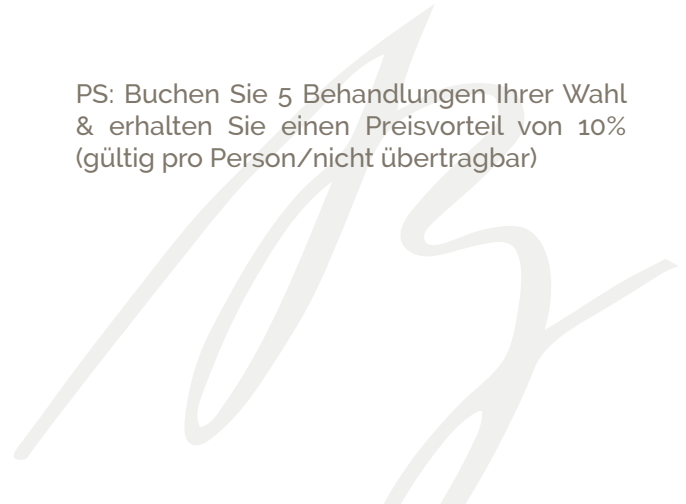 PS: Buchen Sie 5 Behandlungen Ihrer Wahl
& erhalten Sie einen Preisvorteil von 10%
(gültig pro Person/nicht übertragbar)